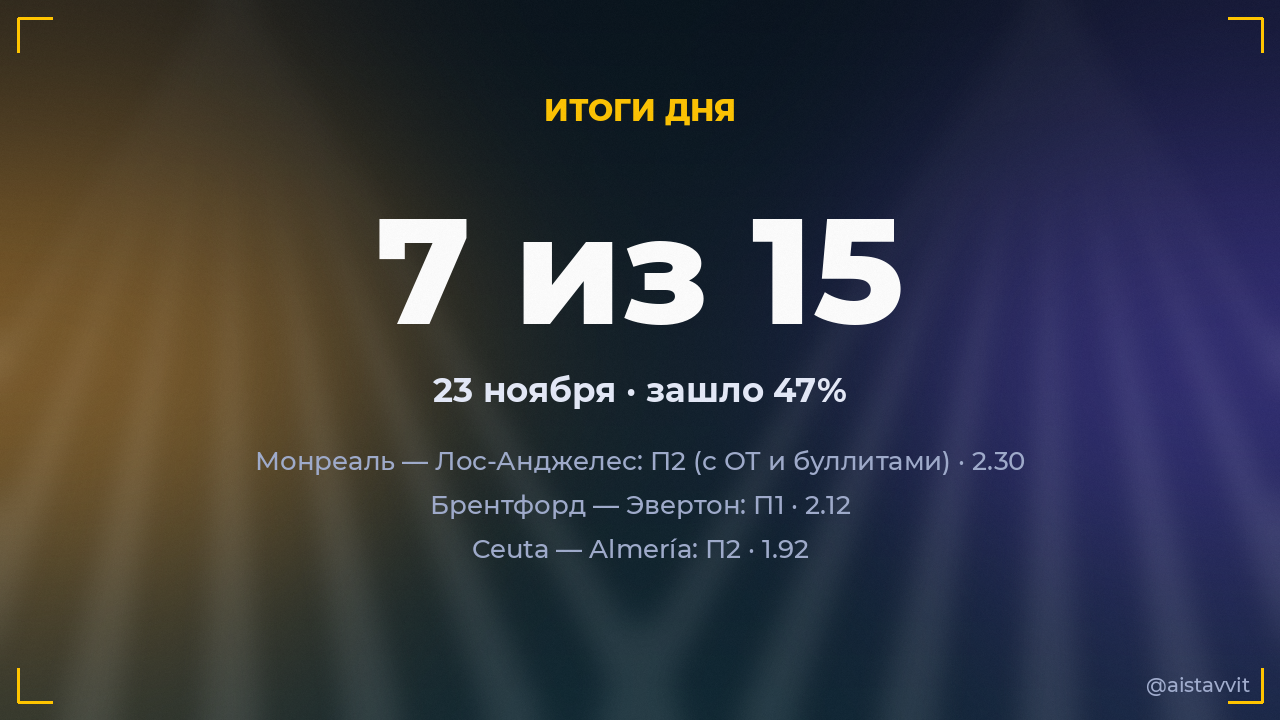 ИТОГИ ДНЯ
7 из 15
23 ноября · зашло 47%
Монреаль — Лос-Анджелес: П2 (с ОТ и буллитами) · 2.30
Брентфорд — Эвертон: П1 · 2.12
Ceuta — Almería: П2 · 1.92
@aistavvit